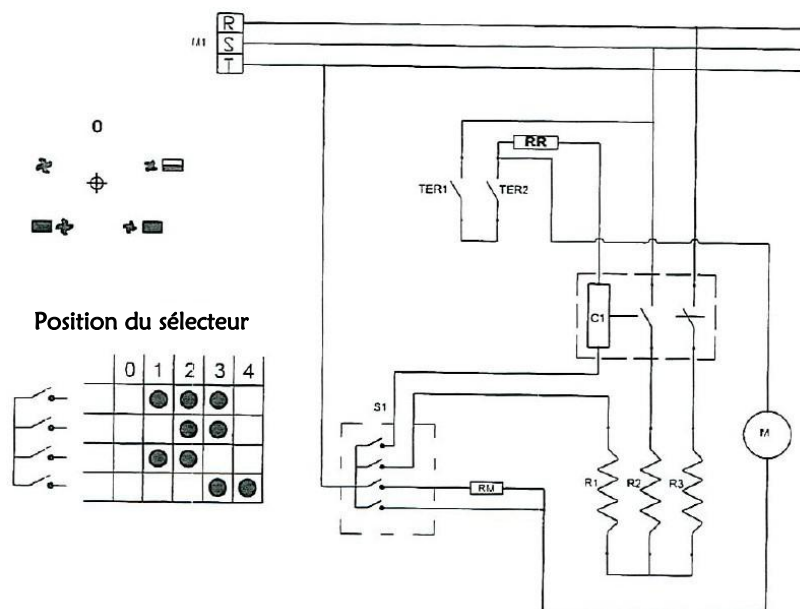 R
M1 S
T
0
RR
TER1 TER2
C1
Position du sélecteur
0 1 2 3 4
S1
M
RM
R1 R2 R3